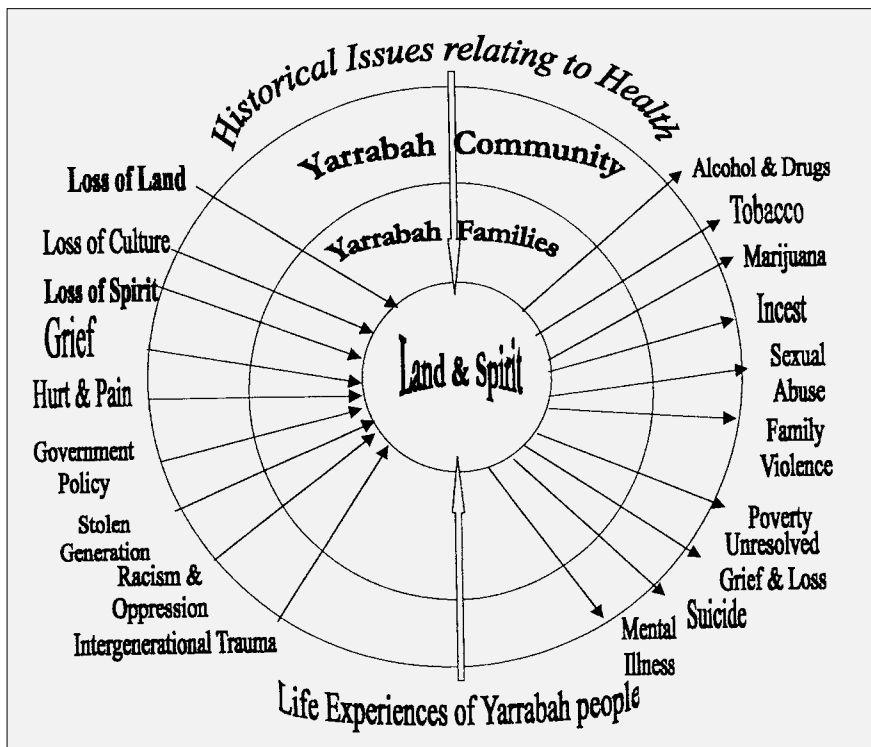 Historical Issues relating to Health
Yarrabah Community
Yarrabah Families
Land & Spirit
Loss of Land
Loss of Culture
Loss of Spirit
Grief
Hurt & Pain
Government
Policy
Stolen
Generation
Racism &
Oppression
Intergenerational Trauma
Alcohol & Drugs
Tobacco
Marijuana
Incest
Sexual
Abuse
Family
Violence
Poverty
Unresolved
Grief & Loss
Suicide
Mental
Illness
Life Experiences of Yarrabah people